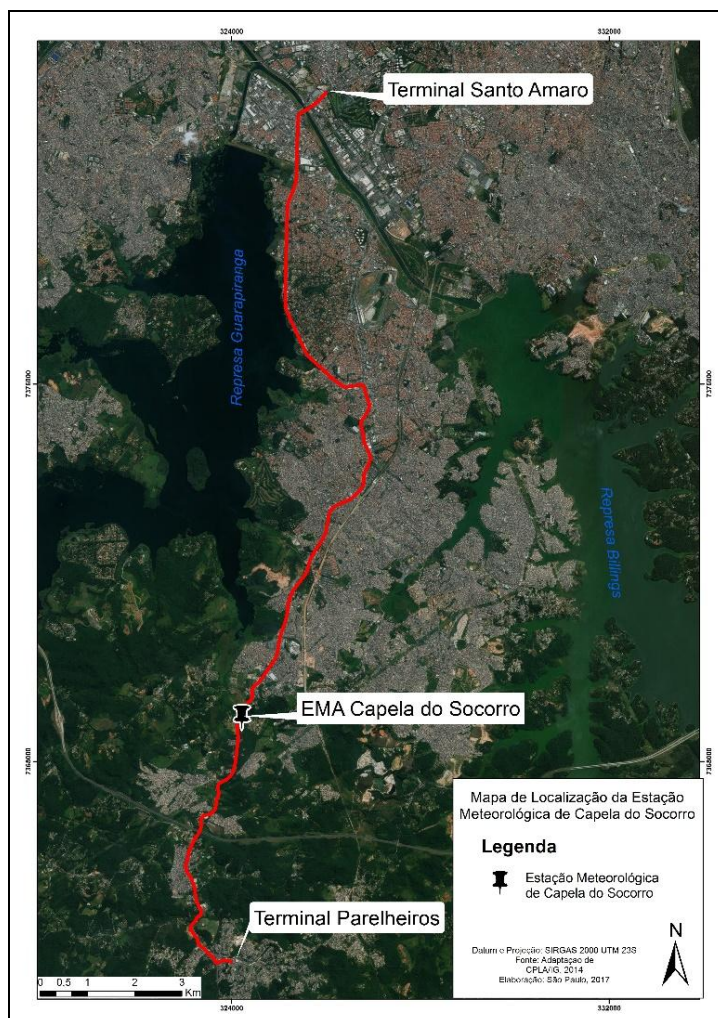 324000
332000
Terminal Santo Amaro
Represa Guarapiranga
7376000
7376000
Represa Billings
EMA Capela do Socorro
7368000
7368000
Mapa de Localização da Estação
Meteorológica de Capela do Socorro
Legenda
Estação Meteorológica
de Capela do Socorro
Terminal Parelheiros
N
Datum e Projeção: SIRGAS 2000 UTM 23S
Fonte: Adaptação de
CPLA/IG, 2014
Elaboração: São Paulo, 2017
0 0.5 1 2 3
Km
324000
332000